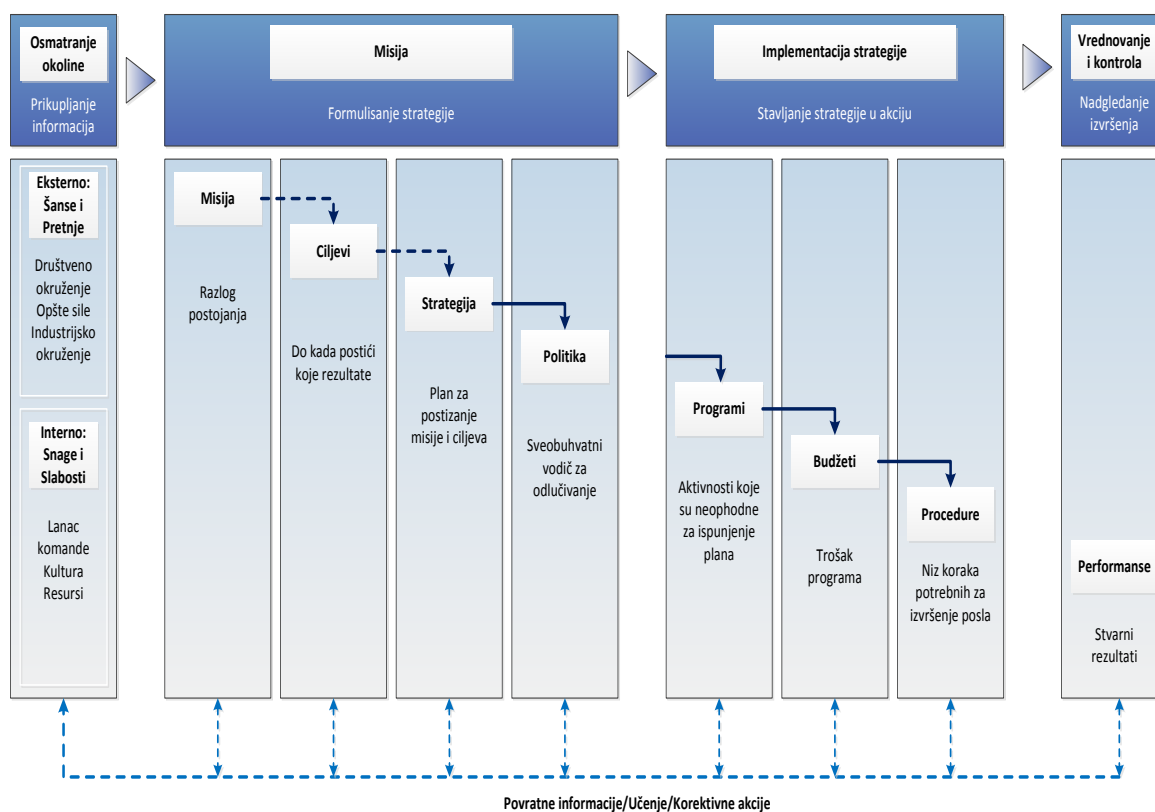 Osmatranje
okoline
Prikupljanje
informacija
Misija
Formulisanje strategije
Implementacija strategije
Stavljanje strategije u akciju
Vrednovanje
i kontrola
Nadgledanje
izvršenja
Eksterno:
Šanse i
Pretnje
Društveno
okruženje
Opšte sile
Industrijsko
okruženje
Interno:
Snage i
Slabosti
Lanac
komande
Kultura
Resursi
Misija
Razlog
postojanja
Ciljevi
Do kada postići
koje rezultate
Strategija
Plan za
postizanje
misije i ciljeva
Politika
Sveobuhvatni
vodič za
odlučivanje
Programi
Aktivnosti koje
su neophodne
za ispunjenje
plana
Budžeti
Trošak
programa
Procedure
Niz koraka
potrebnih za
izvršenje posla
Performanse
Stvarni
rezultati
Povratne informacije/Učenje/Korektivne akcije